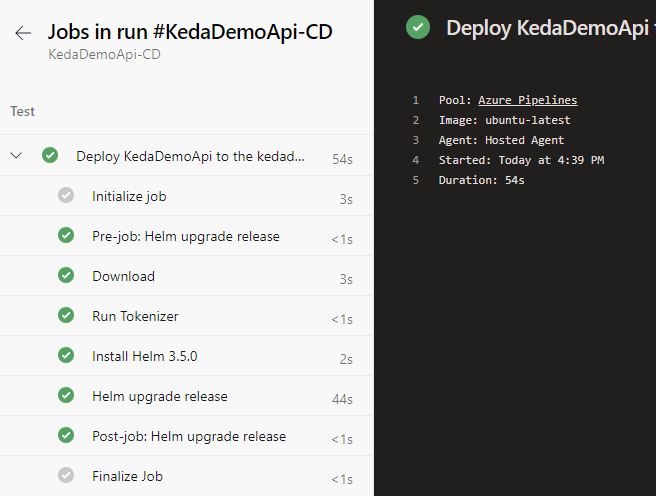 Jobs in run #KedaDemoApi-CD
KedaDemoApi-CD
Test
Deploy KedaDemoApi to the kedad... 54s
Initialize job 3s
Pre-job: Helm upgrade release <1s
Download 3s
Run Tokenizer <1s
Install Helm 3.5.0 2s
Helm upgrade release 44s
Post-job: Helm upgrade release <1s
Finalize Job <1s
Deploy KedaDemoApi
1 Pool: Azure Pipelines
2 Image: ubuntu-latest
3 Agent: Hosted Agent
4 Started: Today at 4:39 PM
5 Duration: 54s